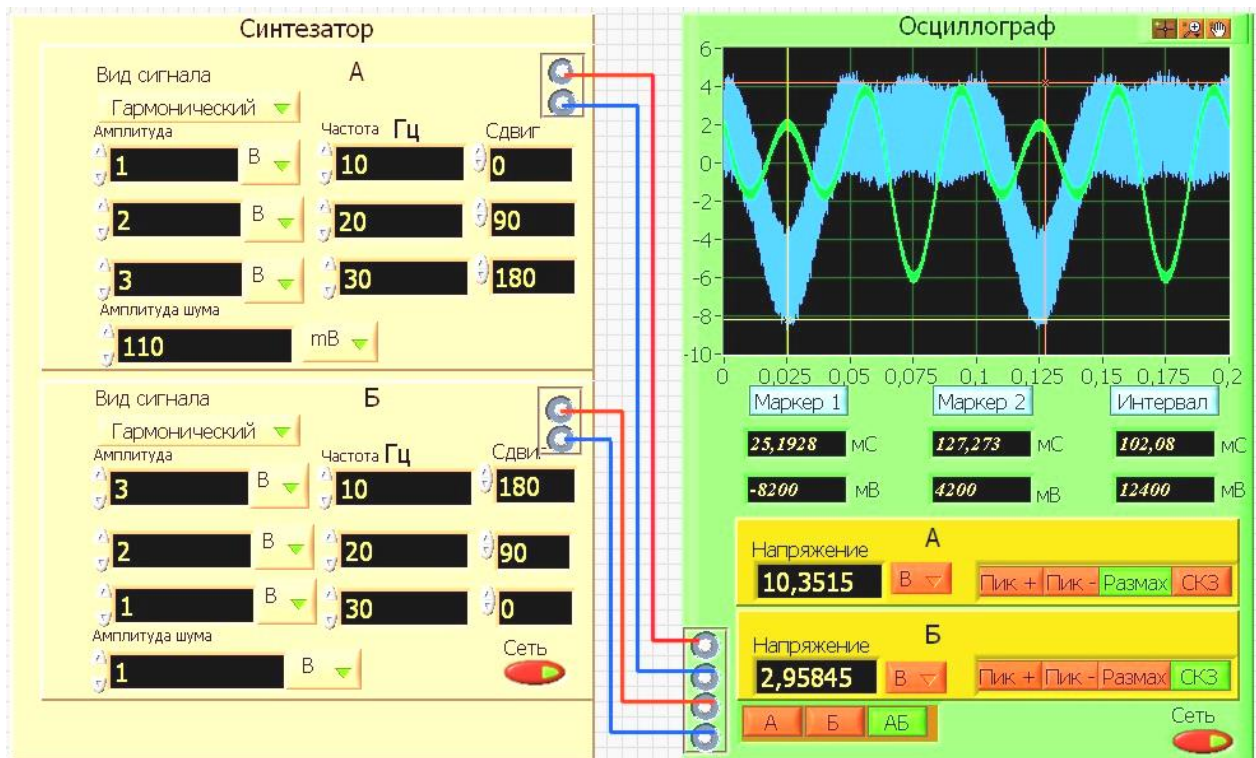 Синтезатор
Вид сигнала А
Гармонический
Амплитуда Частота Гц Сдвиг
1 В 10 0
2 В 20 90
3 В 30 180
Амплитуда шума
110 mВ
Вид сигнала Б
Гармонический
Амплитуда Частота Гц Сдвиг
3 В 10 180
2 В 20 90
1 В 30 0
Амплитуда шума
1 В
Сеть
Осциллограф
6
4
2
0
-2
-4
-6
-8
-10
0 0,025 0,05 0,075 0,1 0,125 0,15 0,175 0,2
Маркер 1 Маркер 2 Интервал
25,1928 мС 127,273 мС 102,08 мС
-8200 мВ 4200 мВ 12400 мВ
А
Напряжение
10,3515 В Пик + Пик - Размах СКЗ
Б
Напряжение
2,95845 В Пик + Пик - Размах СКЗ
А Б АБ
Сеть